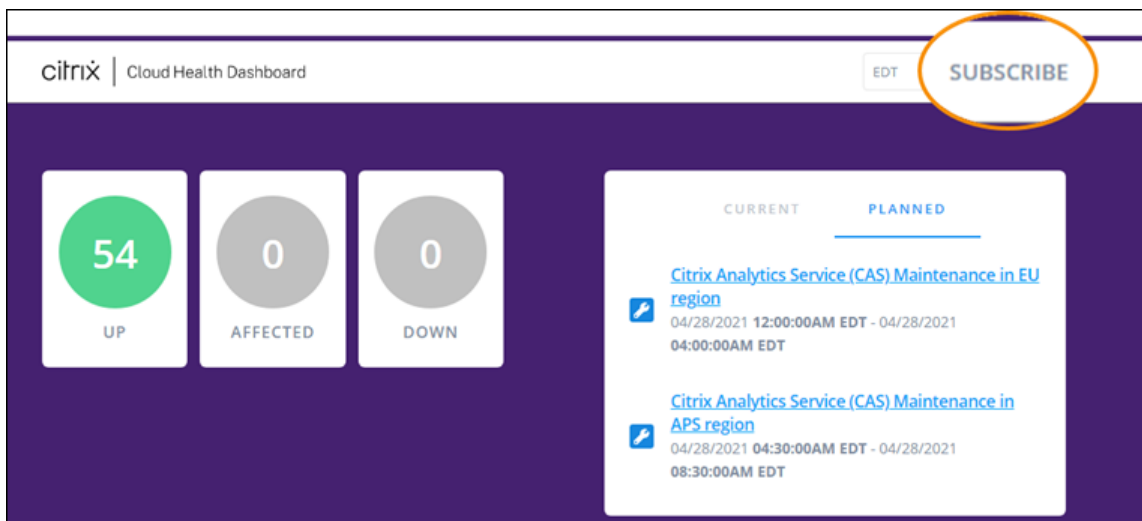 citrix | Cloud Health Dashboard
EDT
SUBSCRIBE
54
UP
0
AFFECTED
0
DOWN
CURRENT
PLANNED
Citrix Analytics Service (CAS) Maintenance in EU
region
04/28/2021 12:00:00AM EDT - 04/28/2021
04:00:00AM EDT
Citrix Analytics Service (CAS) Maintenance in
APS region
04/28/2021 04:30:00AM EDT - 04/28/2021
08:30:00AM EDT